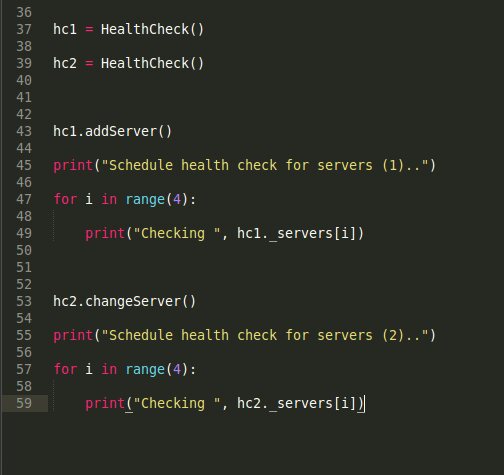 36
37 hc1 = HealthCheck()
38
39 hc2 = HealthCheck()
40
41
42
43 hc1.addServer()
44
45 print("Schedule health check for servers (1)..")
46
47 for i in range(4):
48
49     print("Checking ", hc1._servers[i])
50
51
52
53 hc2.changeServer()
54
55 print("Schedule health check for servers (2)..")
56
57 for i in range(4):
58
59     print("Checking ", hc2._servers[i])